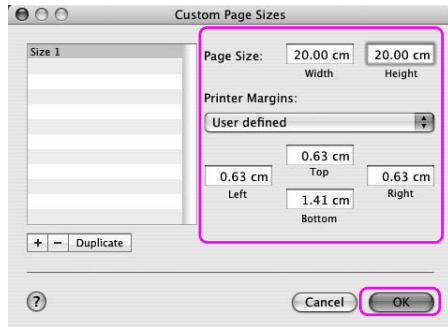 Custom Page Sizes
Size 1
Page Size: 20.00 cm 20.00 cm
Width Height
Printer Margins:
User defined
0.63 cm
Top
0.63 cm 0.63 cm
Left Right
1.41 cm
Bottom
+ - Duplicate
? Cancel OK